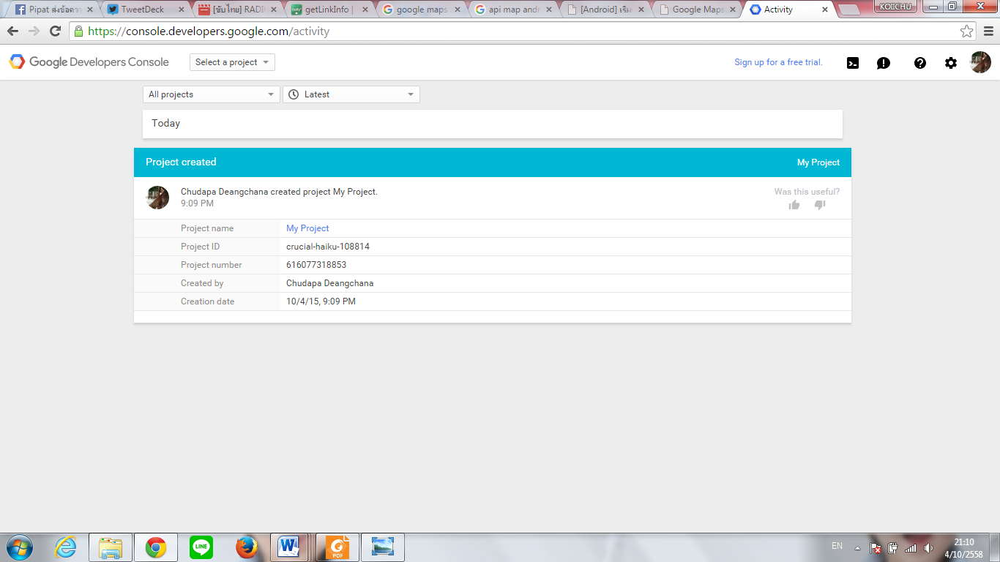 Pipat ส่งข้อควา
TweetDeck
[ซับไทย] RADI
getLinkInfo |
google maps
api map andr
[Android] เริ่ม
Google Maps
Activity
KOICHU
https://console.developers.google.com/activity
Google Developers Console
Select a project
Sign up for a free trial.
All projects
Latest
Today
Project created
My Project
Chudapa Deangchana created project My Project.
Was this useful?
9:09 PM
Project name
My Project
Project ID
crucial-haiku-108814
Project number
616077318853
Created by
Chudapa Deangchana
Creation date
10/4/15, 9:09 PM
LINE
PDF
EN
21:10
4/10/2558